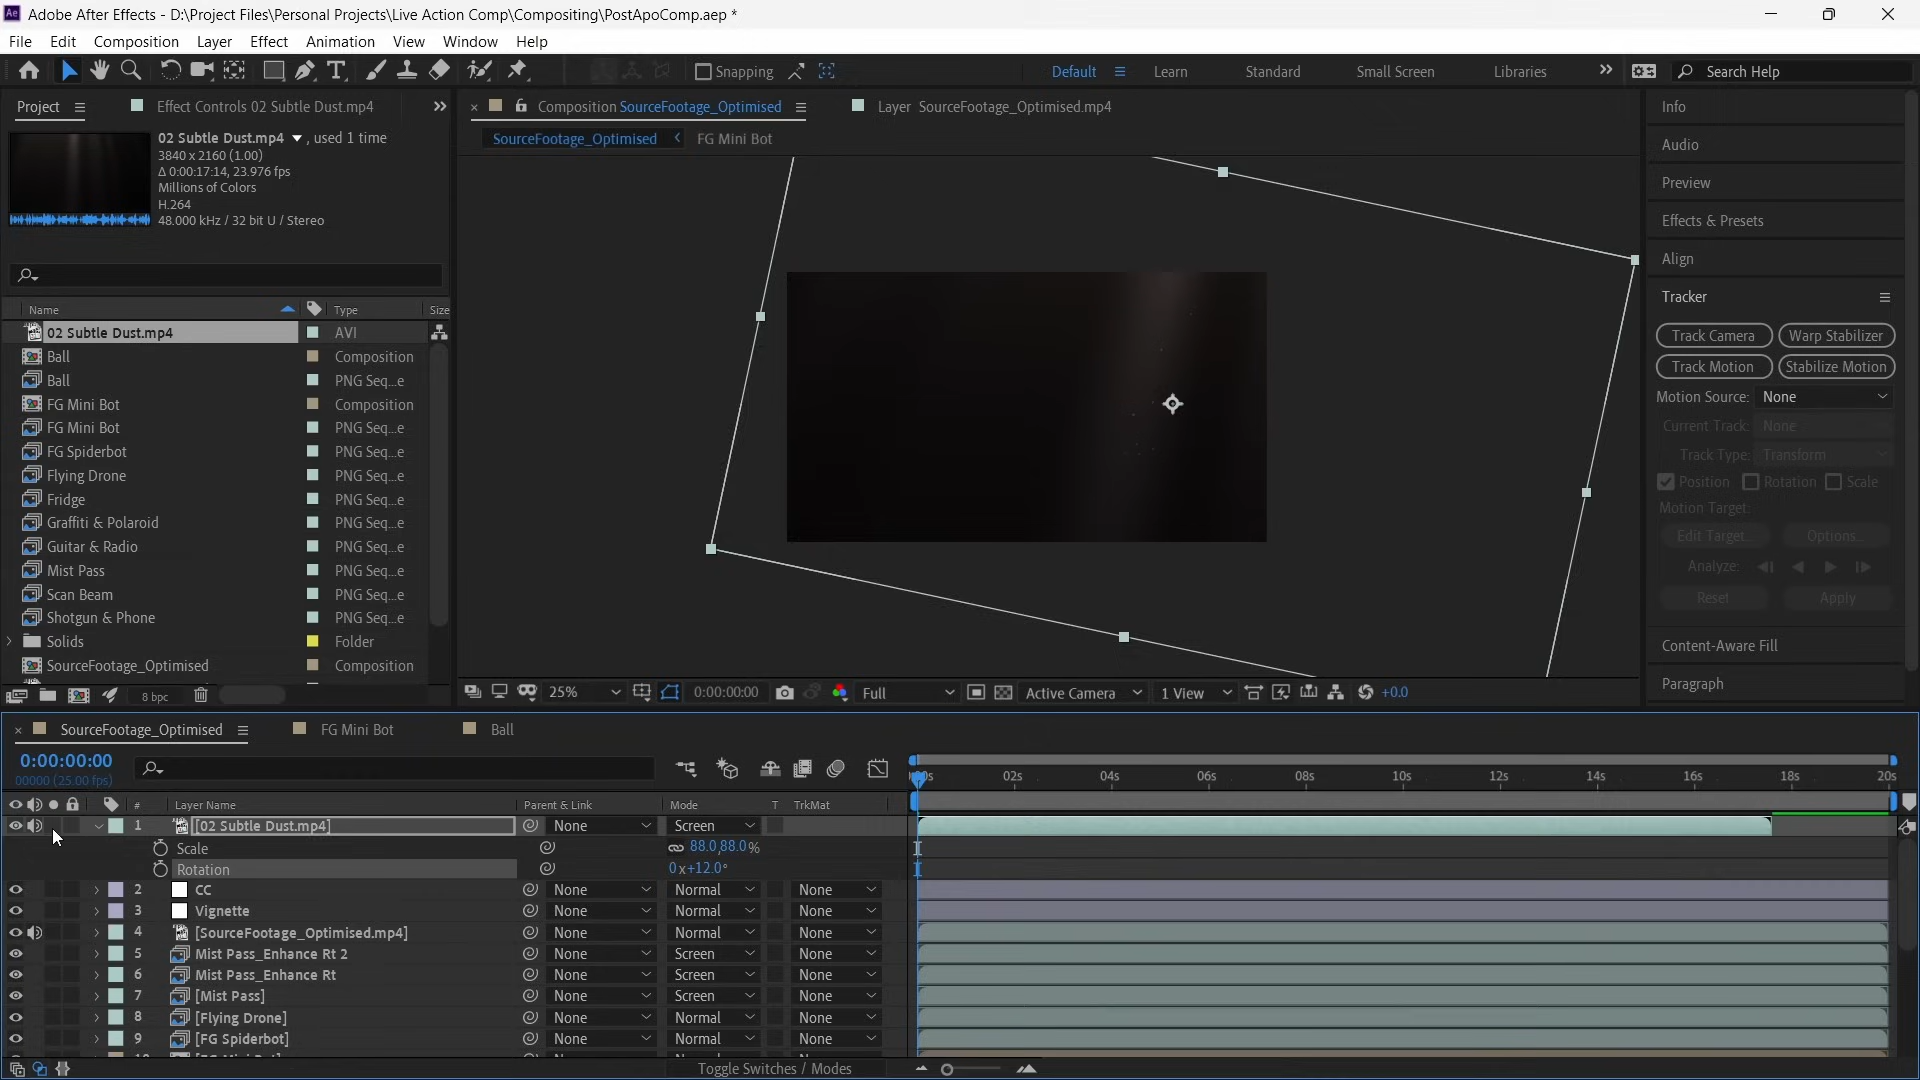 Adobe After Effects - D:\Project Files\Personal Projects\Live Action Comp\Compositing\PostApoComp.aep *
File Edit Composition Layer Effect Animation View Window Help
Snapping Default Learn Standard Small Screen Libraries Search Help
Project Effect Controls 02 Subtle Dust.mp4
02 Subtle Dust.mp4 , used 1 time
3840 x 2160 (1.00)
Δ 0:00:17:14, 23.976 fps
Millions of Colors
H.264
48.000 kHz / 32 bit U / Stereo
Name Type Size
02 Subtle Dust.mp4 AVI
Ball Composition
Ball PNG Seq...e
FG Mini Bot Composition
FG Mini Bot PNG Seq...e
FG Spiderbot PNG Seq...e
Flying Drone PNG Seq...e
Fridge PNG Seq...e
Graffiti & Polaroid PNG Seq...e
Guitar & Radio PNG Seq...e
Mist Pass PNG Seq...e
Scan Beam PNG Seq...e
Shotgun & Phone PNG Seq...e
Solids Folder
SourceFootage_Optimised Composition
8 bpc
Composition SourceFootage_Optimised Layer SourceFootage_Optimised.mp4
SourceFootage_Optimised FG Mini Bot
25% 0:00:00:00 Full Active Camera 1 View +0.0
Info
Audio
Preview
Effects & Presets
Align
Tracker
Track Camera Warp Stabilizer
Track Motion Stabilize Motion
Motion Source: None
Current Track: None
Track Type: Transform
Position Rotation Scale
Motion Target:
Edit Target... Options...
Analyze:
Reset Apply
Content-Aware Fill
Paragraph
SourceFootage_Optimised FG Mini Bot Ball
0:00:00:00
00000 (25.00 fps)
02s 04s 06s 08s 10s 12s 14s 16s 18s 20s
# Layer Name Parent & Link Mode T TrkMat
1 [02 Subtle Dust.mp4] None Screen
Scale 88.0,88.0%
Rotation 0x+12.0°
2 CC None Normal None
3 Vignette None Normal None
4 [SourceFootage_Optimised.mp4] None Normal None
5 Mist Pass_Enhance Rt 2 None Screen None
6 Mist Pass_Enhance Rt None Screen None
7 [Mist Pass] None Screen None
8 [Flying Drone] None Normal None
9 [FG Spiderbot] None Normal None
Toggle Switches / Modes